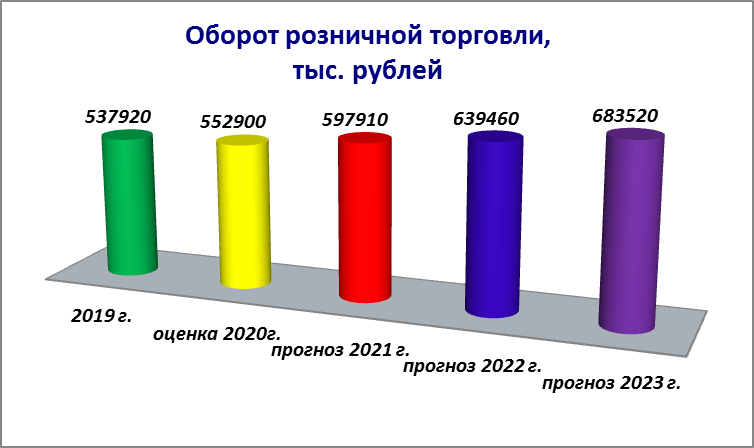 Оборот розничной торговли,
тыс. рублей
537920
552900
597910
639460
683520
2019 г.
оценка 2020г.
прогноз 2021 г.
прогноз 2022 г.
прогноз 2023 г.